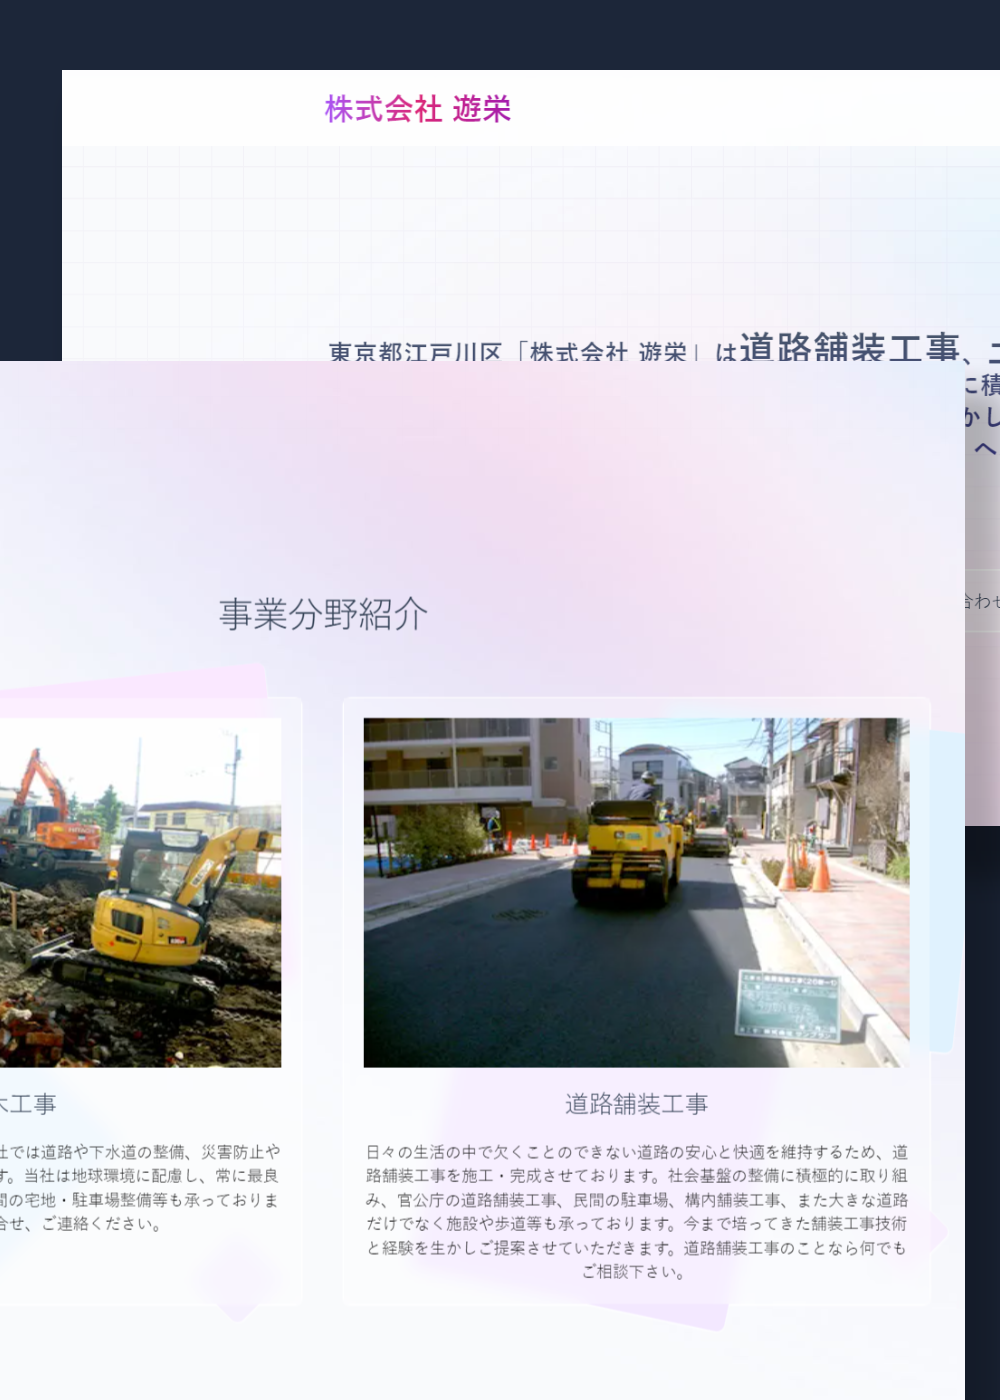 株式会社 遊栄
東京都江戸川区「株式会社 遊栄」は道路舗装工事、
に積
かし
へ
合わせ
事業分野紹介
木工事
社では道路や下水道の整備、災害防止や
す。当社は地球環境に配慮し、常に最良
間の宅地・駐車場整備等も承っておりま
合せ、ご連絡ください。
道路舗装工事
日々の生活の中で欠くことのできない道路の安心と快適を維持するため、道
路舗装工事を施工・完成させております。社会基盤の整備に積極的に取り組
み、官公庁の道路舗装工事、民間の駐車場、構内舗装工事、また大きな道路
だけでなく施設や歩道等も承っております。今まで培ってきた舗装工事技術
と経験を生かしご提案させていただきます。道路舗装工事のことなら何でも
ご相談下さい。